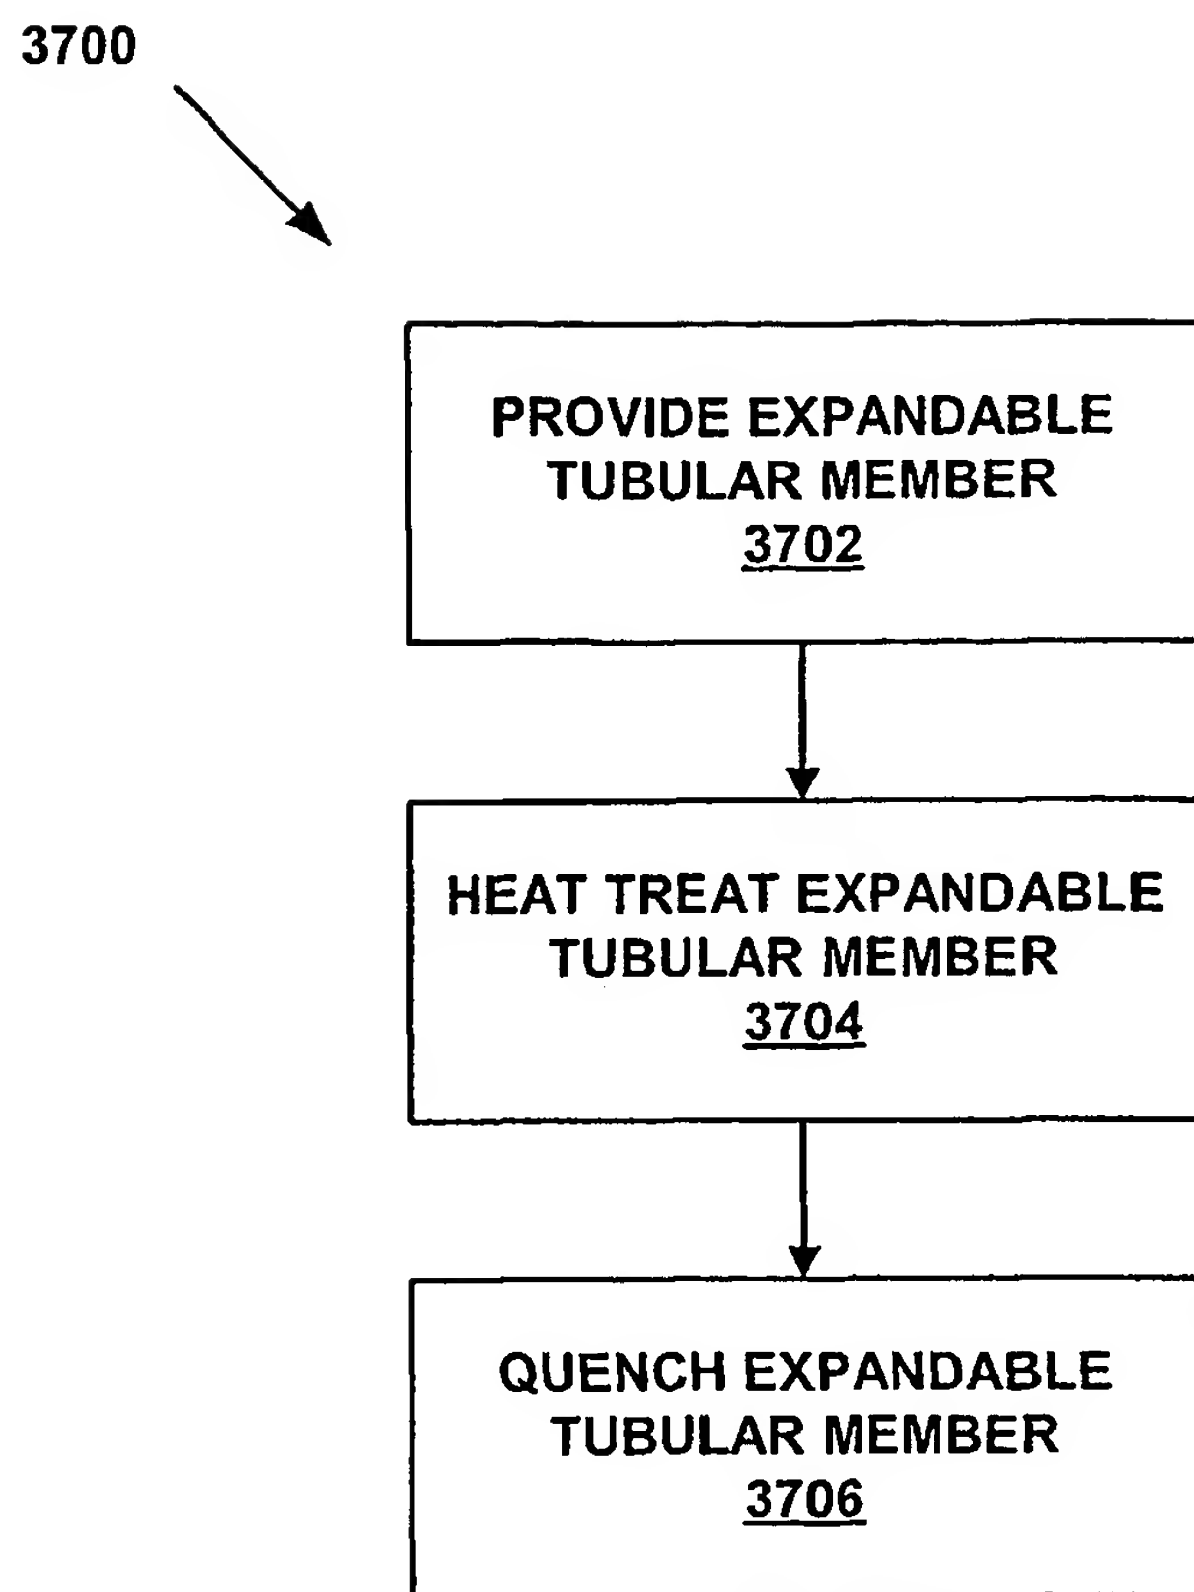 3700
PROVIDE EXPANDABLE
TUBULAR MEMBER
3702
HEAT TREAT EXPANDABLE
TUBULAR MEMBER
3704
QUENCH EXPANDABLE
TUBULAR MEMBER
3706